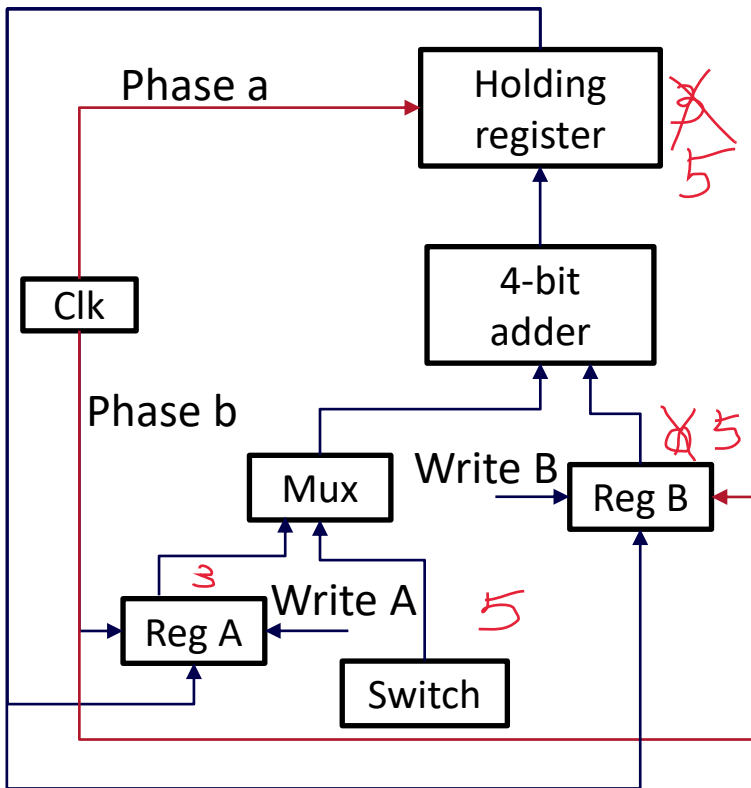 Phase a
Holding
register
5
Clk
4-bit
adder
Phase b
5
Mux
Write B
Reg B
3
Write A
5
Reg A
Switch